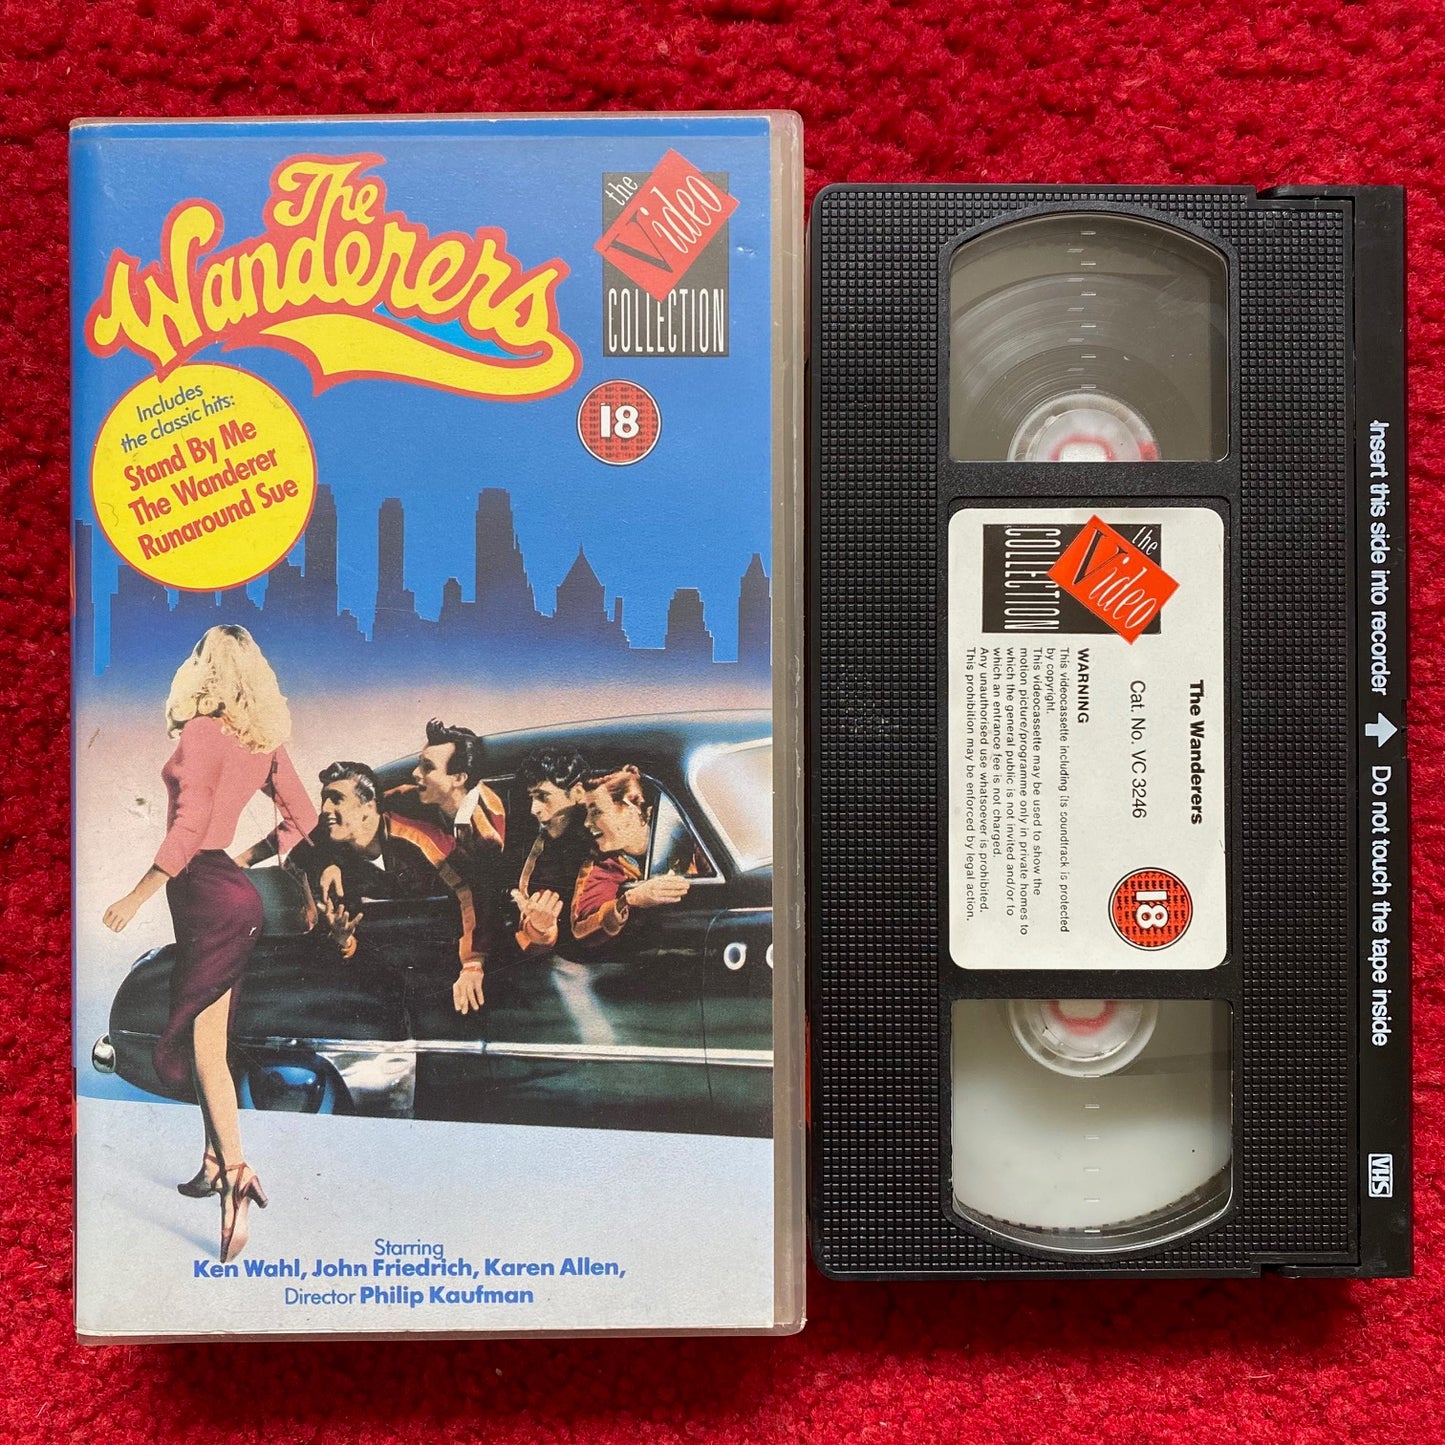 The
Wanderers
the
Video
COLLECTION
18
Includes
the classic hits:
Stand By Me
The Wanderer
Runaround Sue
Starring
Ken Wahl, John Friedrich, Karen Allen,
Director Philip Kaufman
the
Video
COLLECTION
The Wanderers
Cat. No. VC 3246
18
WARNING
This videocassette including its soundtrack is protected
by copyright.
This videocassette may be used to show the
motion picture/programme only in private homes to
which the general public is not invited and/or to
which an entrance fee is not charged.
Any unauthorised use whatsoever is prohibited.
This prohibition may be enforced by legal action.
Insert this side into recorder Do not touch the tape inside
VHS